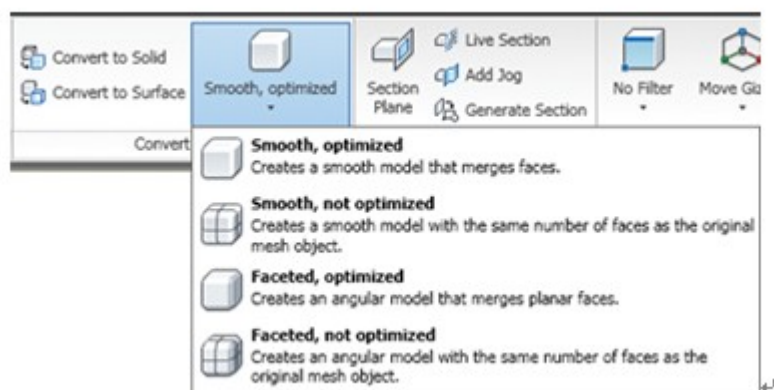 Convert to Solid
Convert to Surface
Smooth, optimized
Section
Plane
Live Section
Add Jog
Generate Section
No Filter
Move Giz
Convert
Smooth, optimized
Creates a smooth model that merges faces.
Smooth, not optimized
Creates a smooth model with the same number of faces as the original
mesh object.
Faceted, optimized
Creates an angular model that merges planar faces.
Faceted, not optimized
Creates an angular model with the same number of faces as the
original mesh object.